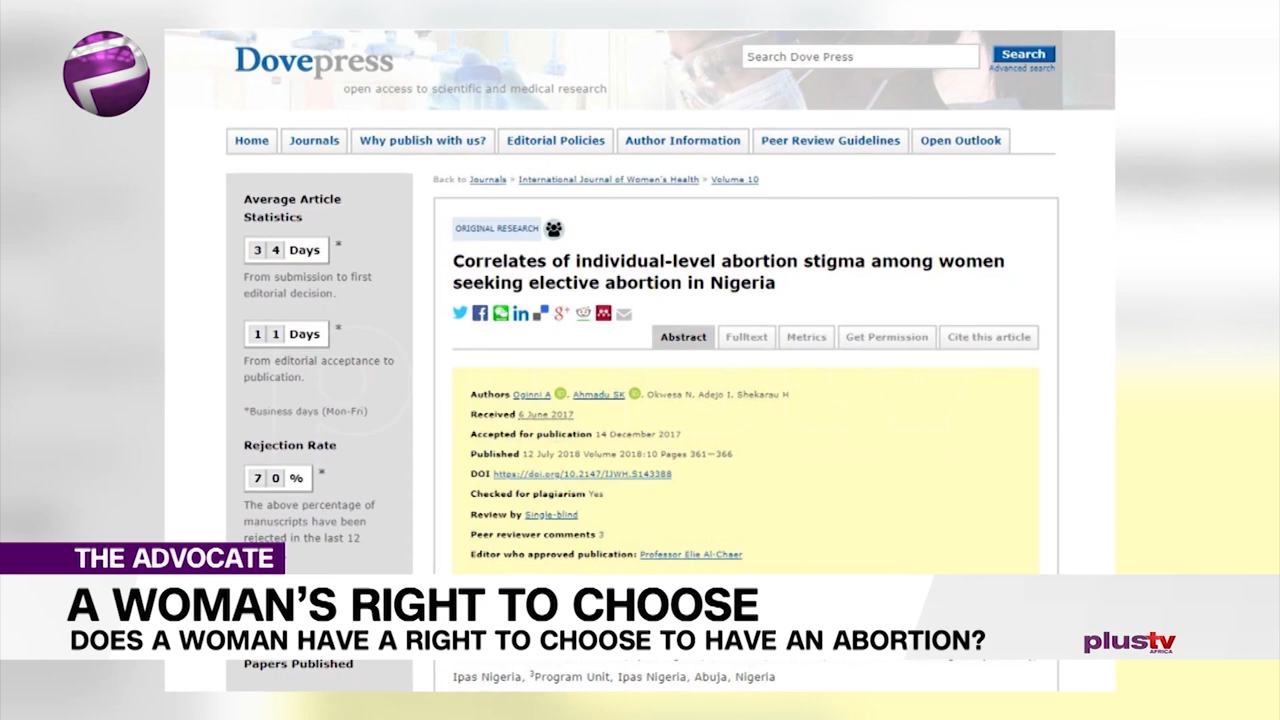 Dovepress
open access to scientific and medical research
Search Dove Press
Search
Advanced search
Home
Journals
Why publish with us?
Editorial Policies
Author Information
Peer Review Guidelines
Open Outlook
Back to Journals » International Journal of Women's Health » Volume 10
Average Article
Statistics
34 Days *
From submission to first
editorial decision.
11 Days *
From editorial acceptance to
publication.
*Business days (Mon-Fri)
Rejection Rate
70 % *
The above percentage of
manuscripts have been
rejected in the last 12
Papers Published
ORIGINAL RESEARCH
Correlates of individual-level abortion stigma among women
seeking elective abortion in Nigeria
Abstract
Fulltext
Metrics
Get Permission
Cite this article
Authors Oginni A, Ahmadu SK, Okwesa N, Adejo I, Shekarau H
Received 6 June 2017
Accepted for publication 14 December 2017
Published 12 July 2018 Volume 2018:10 Pages 361—366
DOI https://doi.org/10.2147/IJWH.S143388
Checked for plagiarism Yes
Review by Single-blind
Peer reviewer comments 3
Editor who approved publication: Professor Elie Al-Chaer
Ipas Nigeria, ³Program Unit, Ipas Nigeria, Abuja, Nigeria
THE ADVOCATE
A WOMAN'S RIGHT TO CHOOSE
DOES A WOMAN HAVE A RIGHT TO CHOOSE TO HAVE AN ABORTION?
plustv
AFRICA